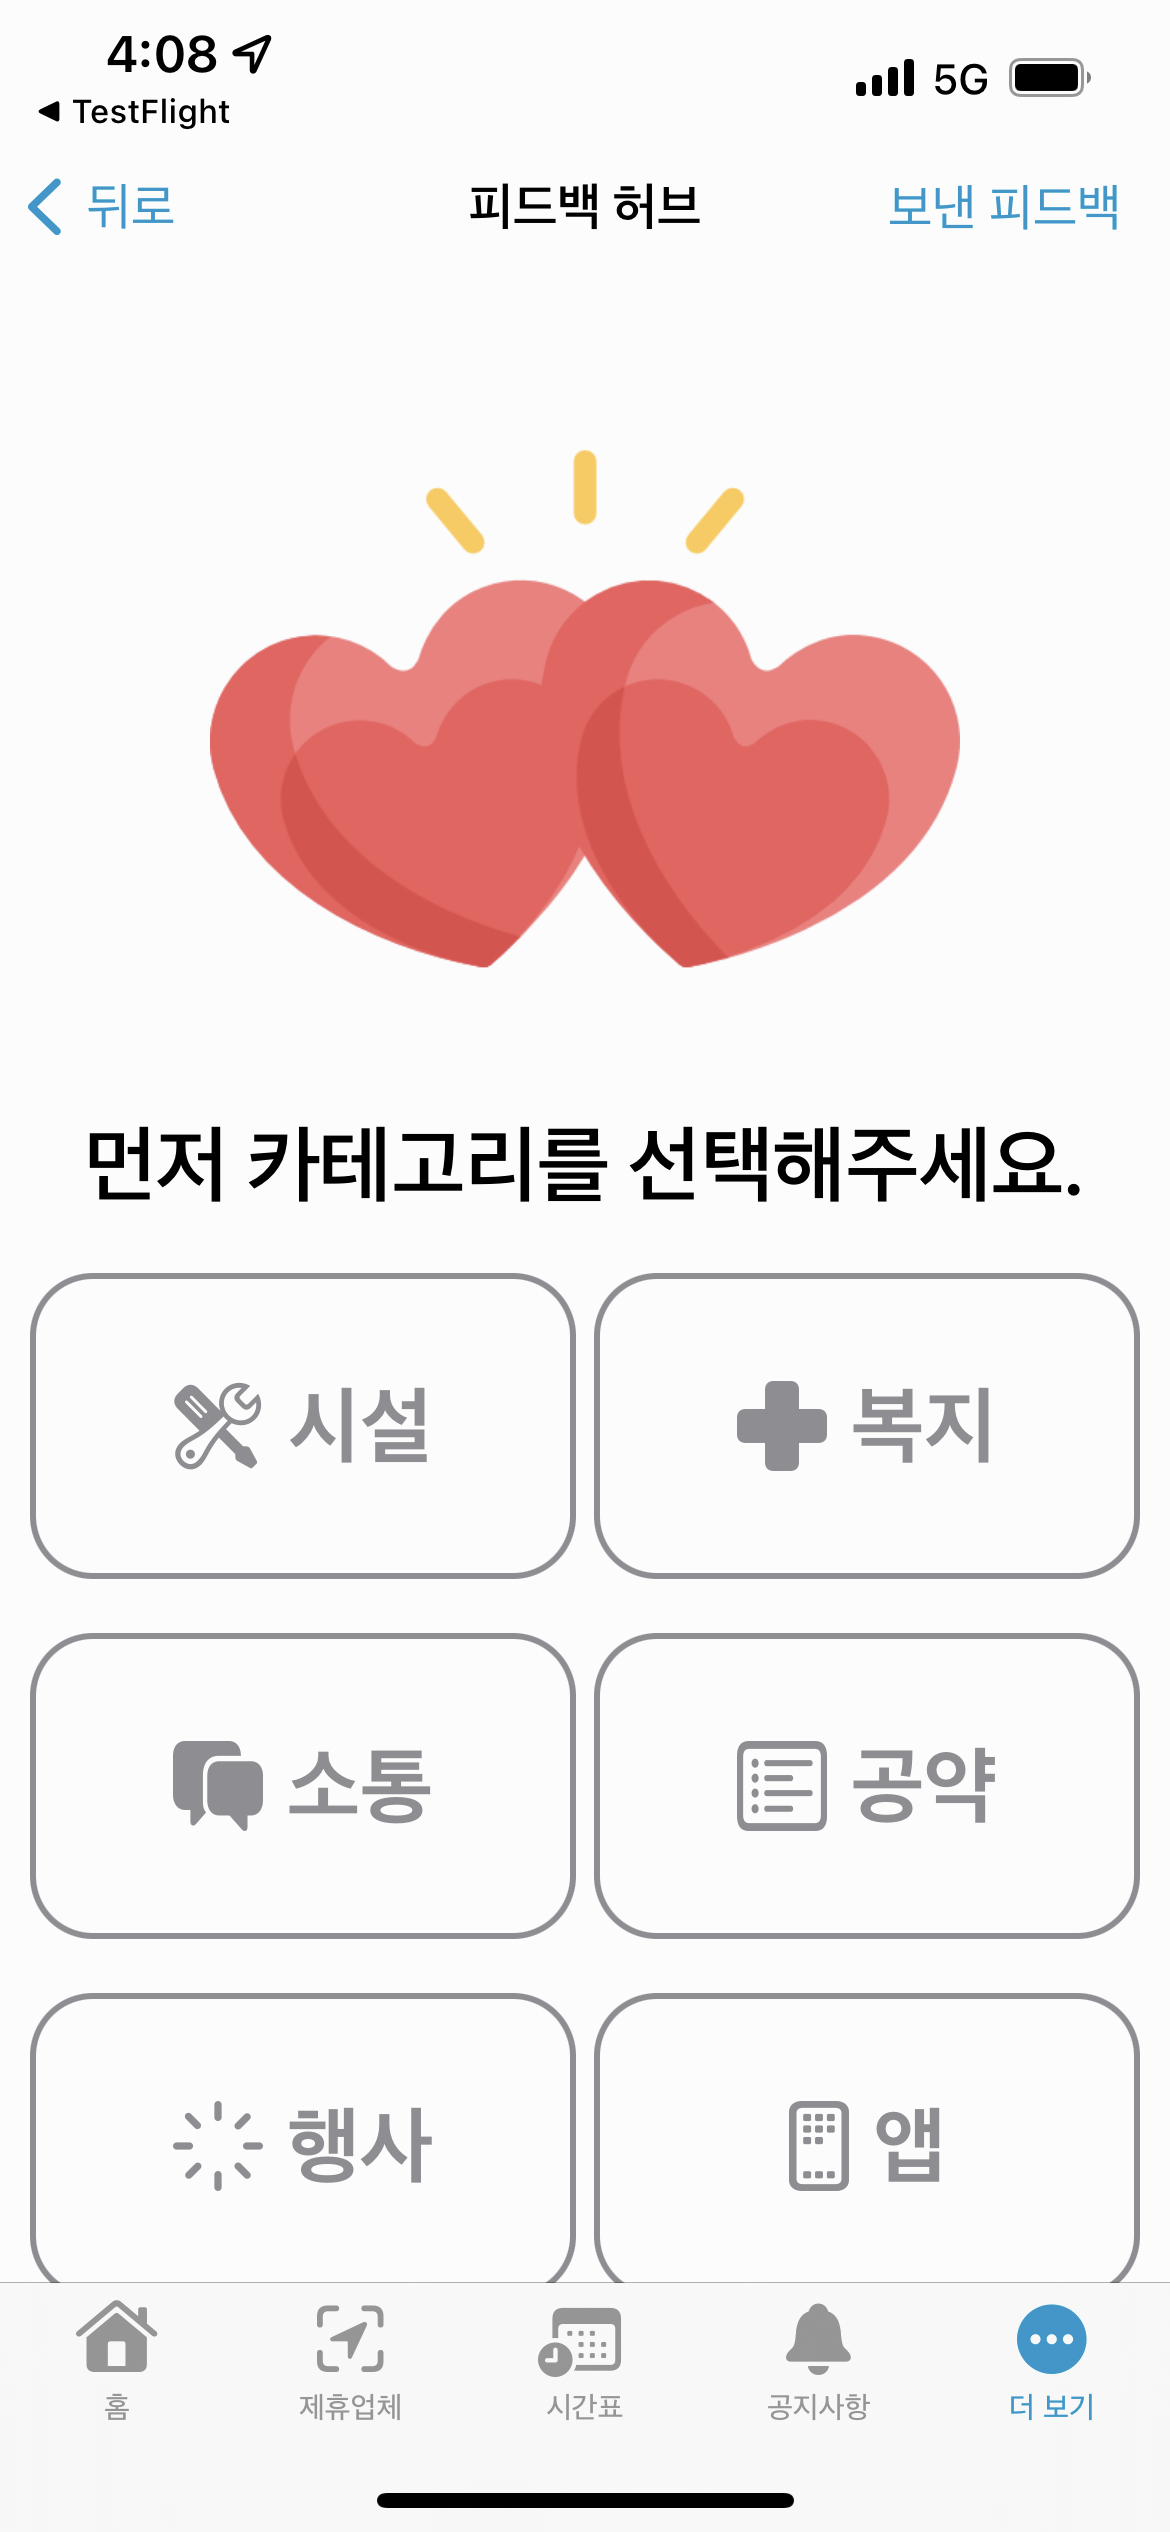 4:08
5G
TestFlight
뒤로
피드백 허브
보낸 피드백
먼저 카테고리를 선택해주세요.
시설
복지
소통
공약
행사
앱
홈
제휴업체
시간표
공지사항
더 보기